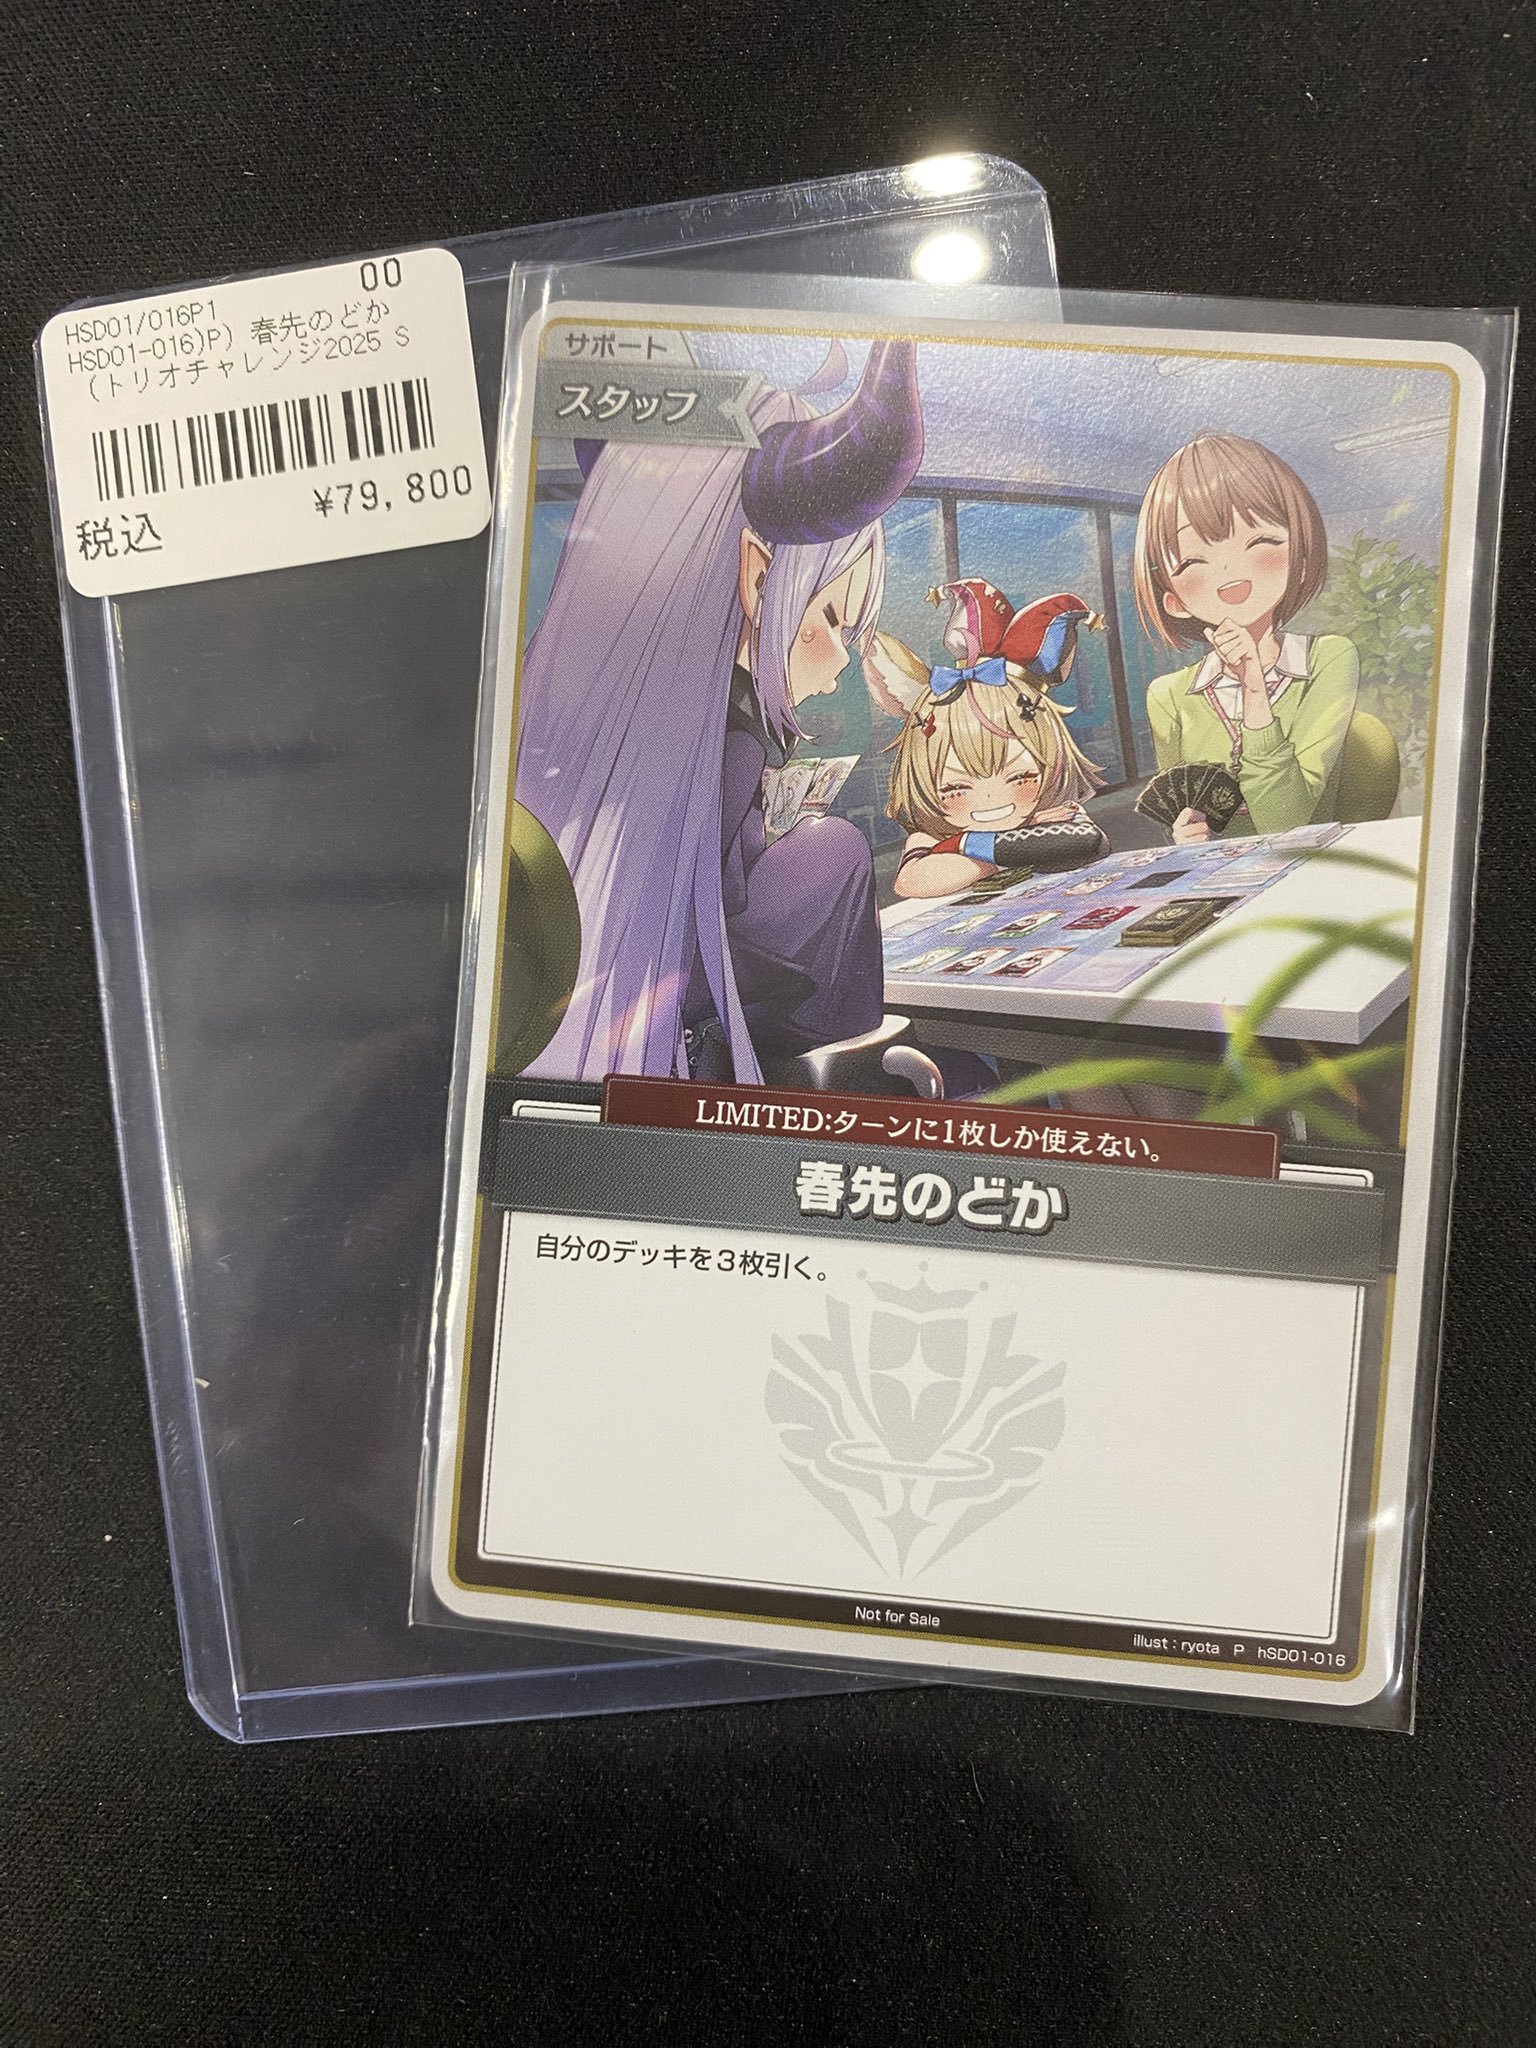 00
HSD01/016P1
HSD01-016)P) 春先のどか
(トリオチャレンジ2025 S
¥79,800
税込
サポート
スタッフ
LIMITED:ターンに1枚しか使えない。
春先のどか
自分のデッキを3枚引く。
Not for Sale
illust : ryota P hSD01-016